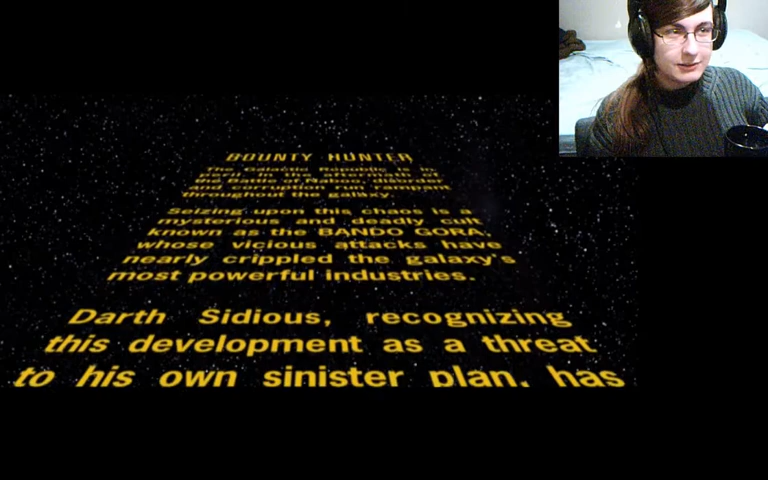 BOUNTY HUNTER
The Galactic Republic is in
peril. In the aftermath of
the Battle of Naboo, disorder
and corruption run rampant
throughout the galaxy.
Seizing upon this chaos is a
mysterious and deadly cult
known as the BANDO GORA,
whose vicious attacks have
nearly crippled the galaxy's
most powerful industries.
Darth Sidious, recognizing
this development as a threat
to his own sinister plan, has